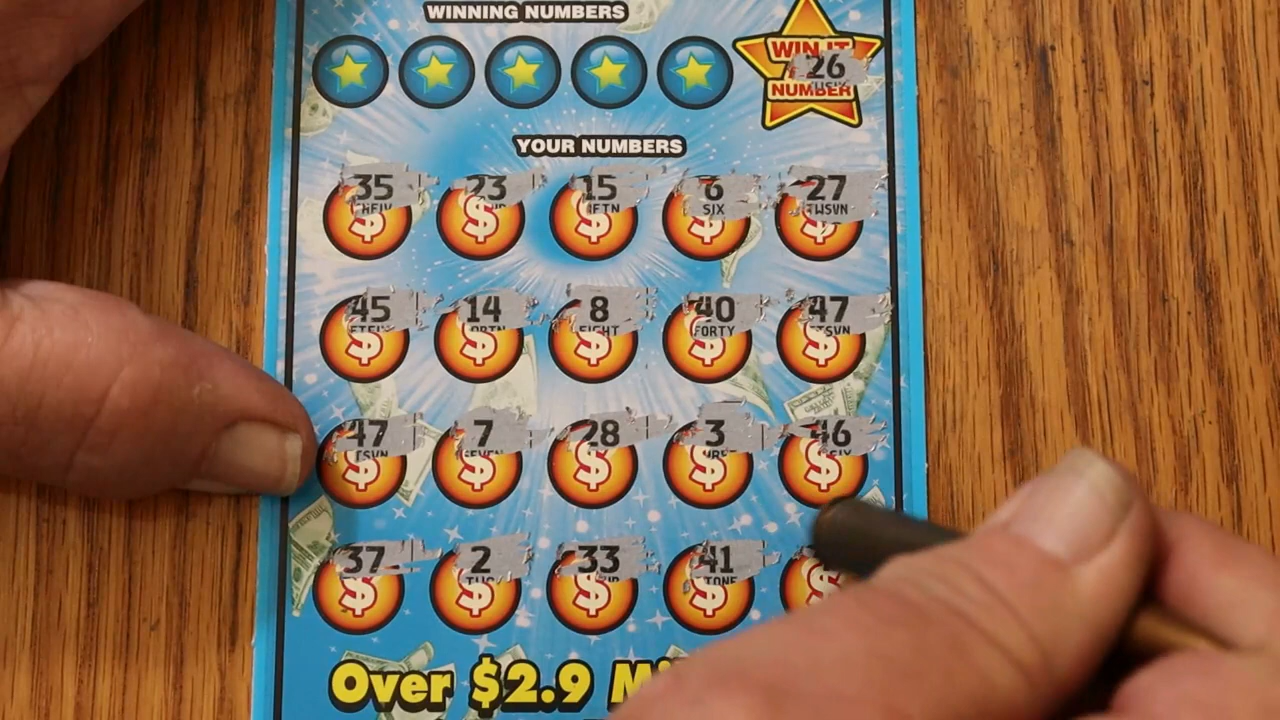 WINNING NUMBERS
WIN IT
26
NUMBER
YOUR NUMBERS
35 23 15 6 27
SIX TWSVN
45 14 8 40 47
EIGHT FORTY
47 7 28 3 46
37 2 33 41
Over $2.9